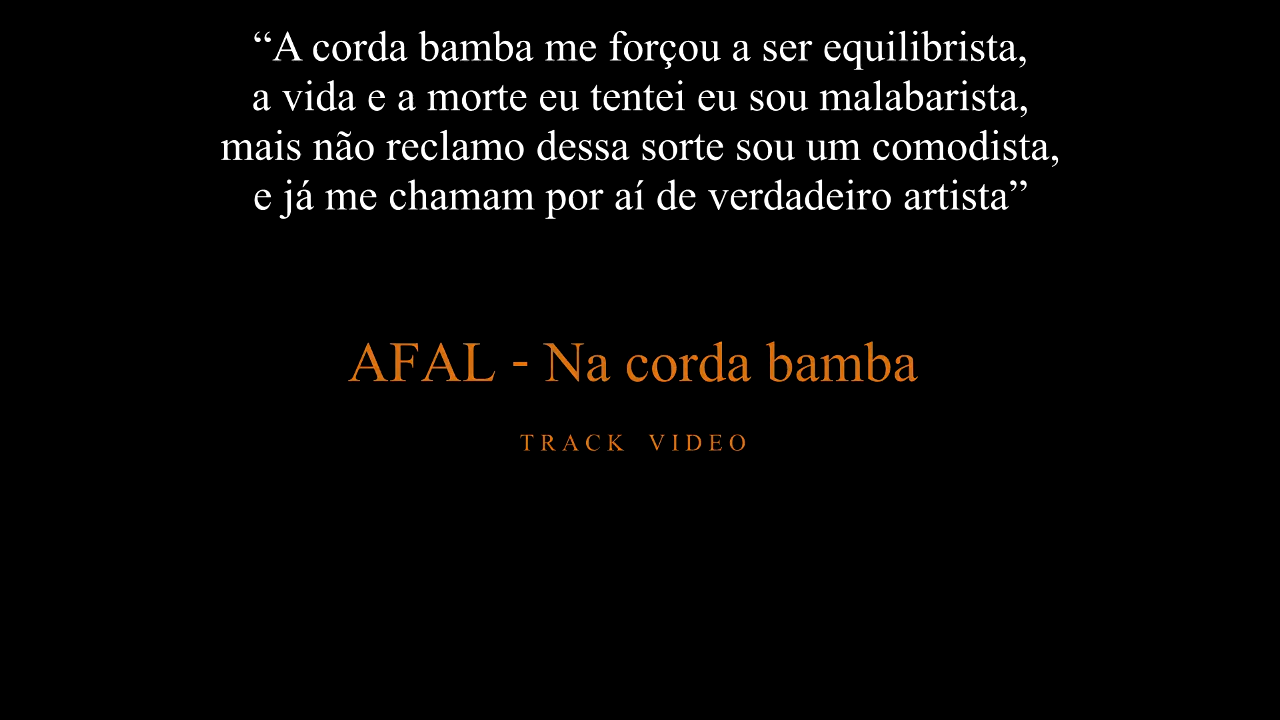 “A corda bamba me forçou a ser equilibrista,
a vida e a morte eu tentei eu sou malabarista,
mais não reclamo dessa sorte sou um comodista,
e já me chamam por aí de verdadeiro artista”
AFAL - Na corda bamba
TRACK VIDEO